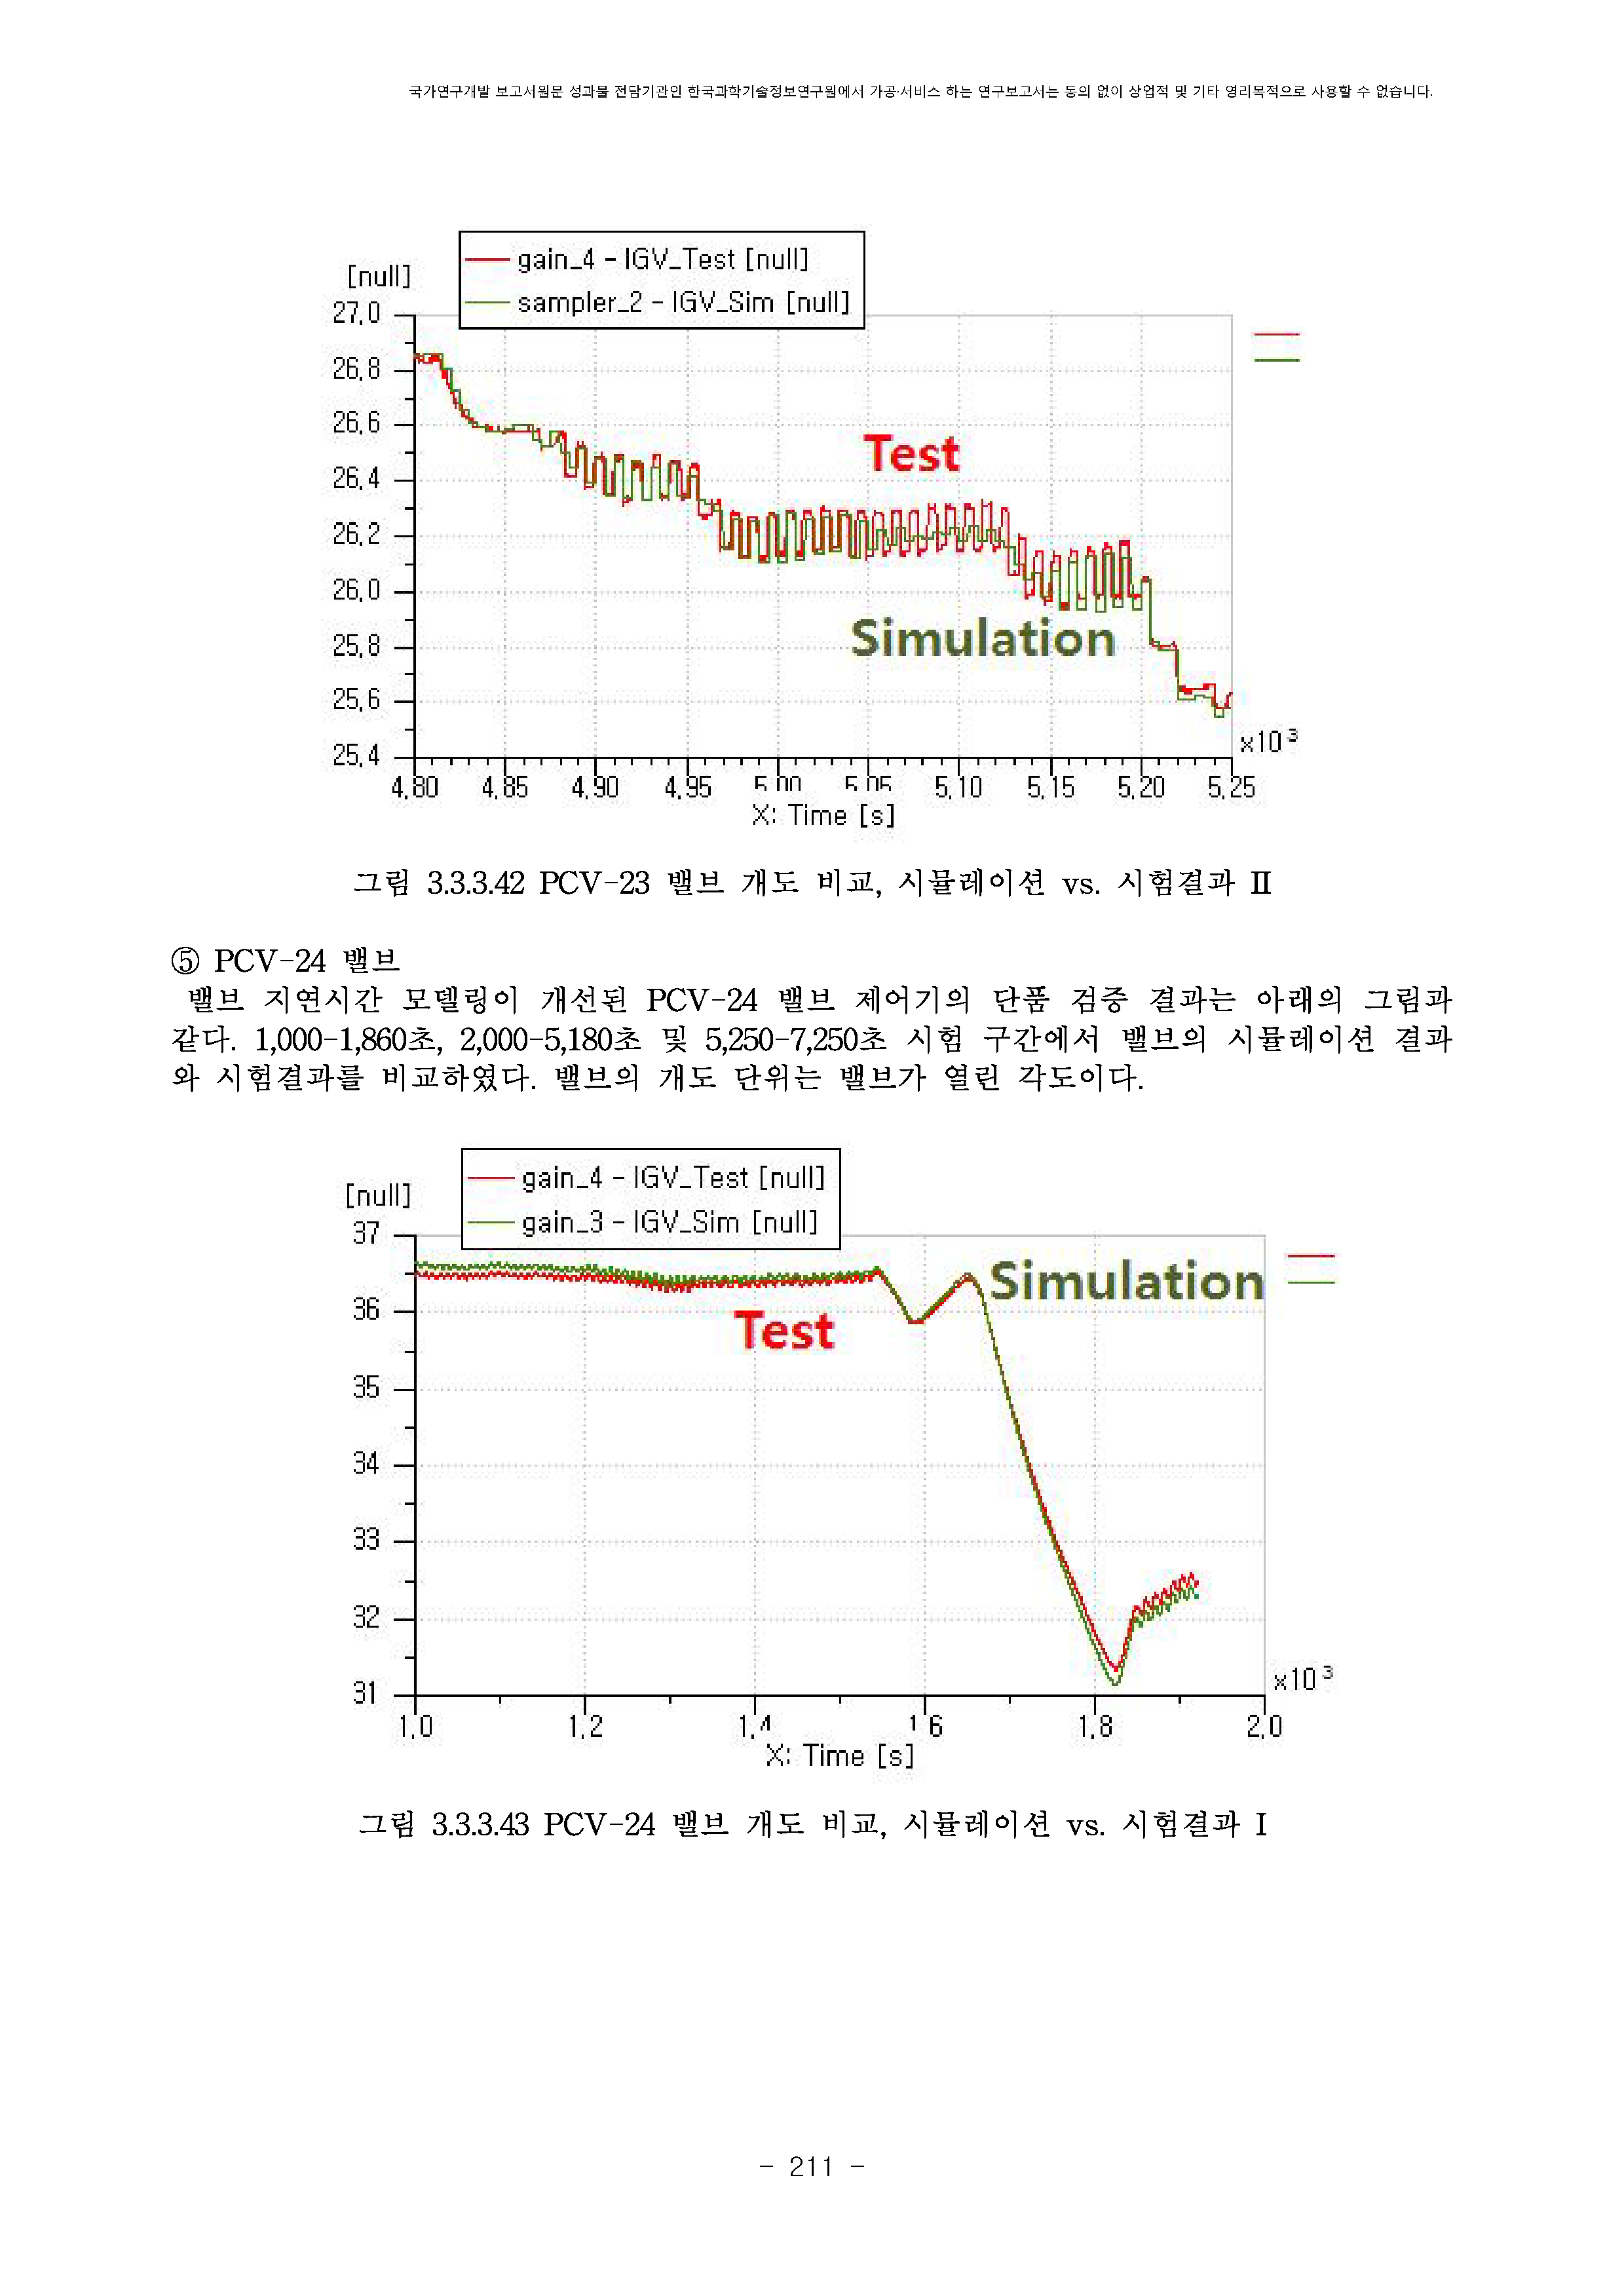 국가연구개발 보고서원문 성과물 전담기관인 한국과학기술정보연구원에서 가공·서비스 하는 연구보고서는 동의 없이 상업적 및 기타 영리목적으로 사용할 수 없습니다.
gain_4 - IGV_Test [null]
sampler_2 - IGV_Sim [null]
[null]
27.0
26.8
26.6
26.4
26.2
26.0
25.8
25.6
25.4
Test
Simulation
x10³
4.80 4.85 4.90 4.95 5.10 5.15 5.20 5.25
X: Time [s]
그림 3.3.3.42 PCV-23 밸브 개도 비교, 시뮬레이션 vs. 시험결과 Ⅱ
⑤ PCV-24 밸브
밸브 지연시간 모델링이 개선된 PCV-24 밸브 제어기의 단품 검증 결과는 아래의 그림과
같다. 1,000-1,860초, 2,000-5,180초 및 5,250-7,250초 시험 구간에서 밸브의 시뮬레이션 결과
와 시험결과를 비교하였다. 밸브의 개도 단위는 밸브가 열린 각도이다.
gain_4 - IGV_Test [null]
gain_3 - IGV_Sim [null]
[null]
37
36
35
34
33
32
31
Simulation
Test
x10³
1.0 1.2 1.4 1.6 1.8 2.0
X: Time [s]
그림 3.3.3.43 PCV-24 밸브 개도 비교, 시뮬레이션 vs. 시험결과 Ⅰ
- 211 -